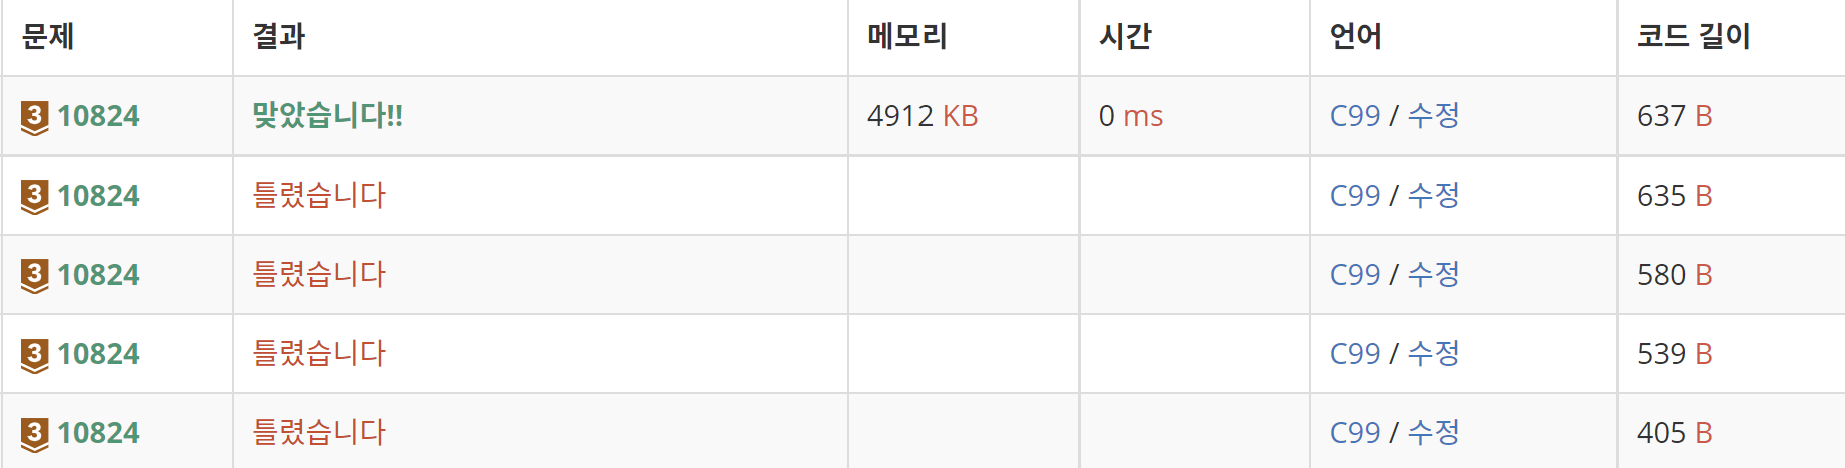 문제 결과 메모리 시간 언어 코드 길이
3 10824 맞았습니다!! 4912 KB 0 ms C99 / 수정 637 B
3 10824 틀렸습니다 C99 / 수정 635 B
3 10824 틀렸습니다 C99 / 수정 580 B
3 10824 틀렸습니다 C99 / 수정 539 B
3 10824 틀렸습니다 C99 / 수정 405 B